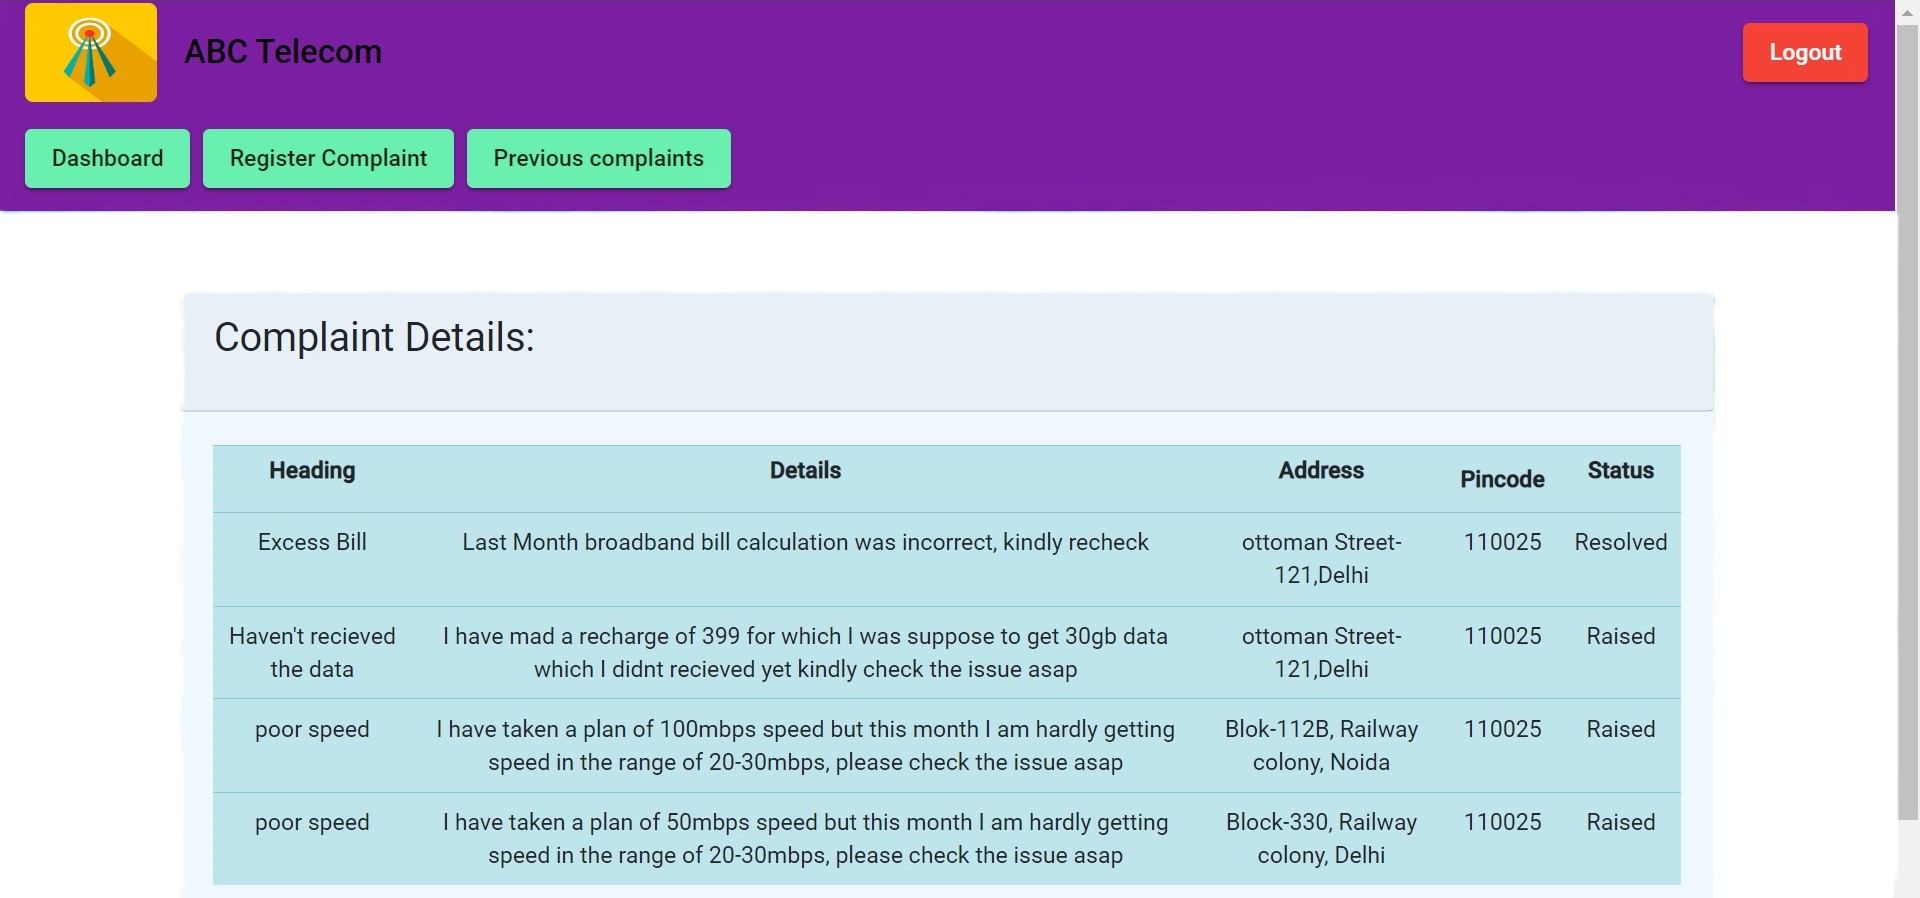 ABC Telecom
Logout
Dashboard
Register Complaint
Previous complaints
Complaint Details:
Heading
Details
Address
Pincode
Status
Excess Bill
Last Month broadband bill calculation was incorrect, kindly recheck
ottoman Street-
121,Delhi
110025
Resolved
Haven't recieved
the data
I have mad a recharge of 399 for which I was suppose to get 30gb data
which I didnt recieved yet kindly check the issue asap
ottoman Street-
121,Delhi
110025
Raised
poor speed
I have taken a plan of 100mbps speed but this month I am hardly getting
speed in the range of 20-30mbps, please check the issue asap
Blok-112B, Railway
colony, Noida
110025
Raised
poor speed
I have taken a plan of 50mbps speed but this month I am hardly getting
speed in the range of 20-30mbps, please check the issue asap
Block-330, Railway
colony, Delhi
110025
Raised